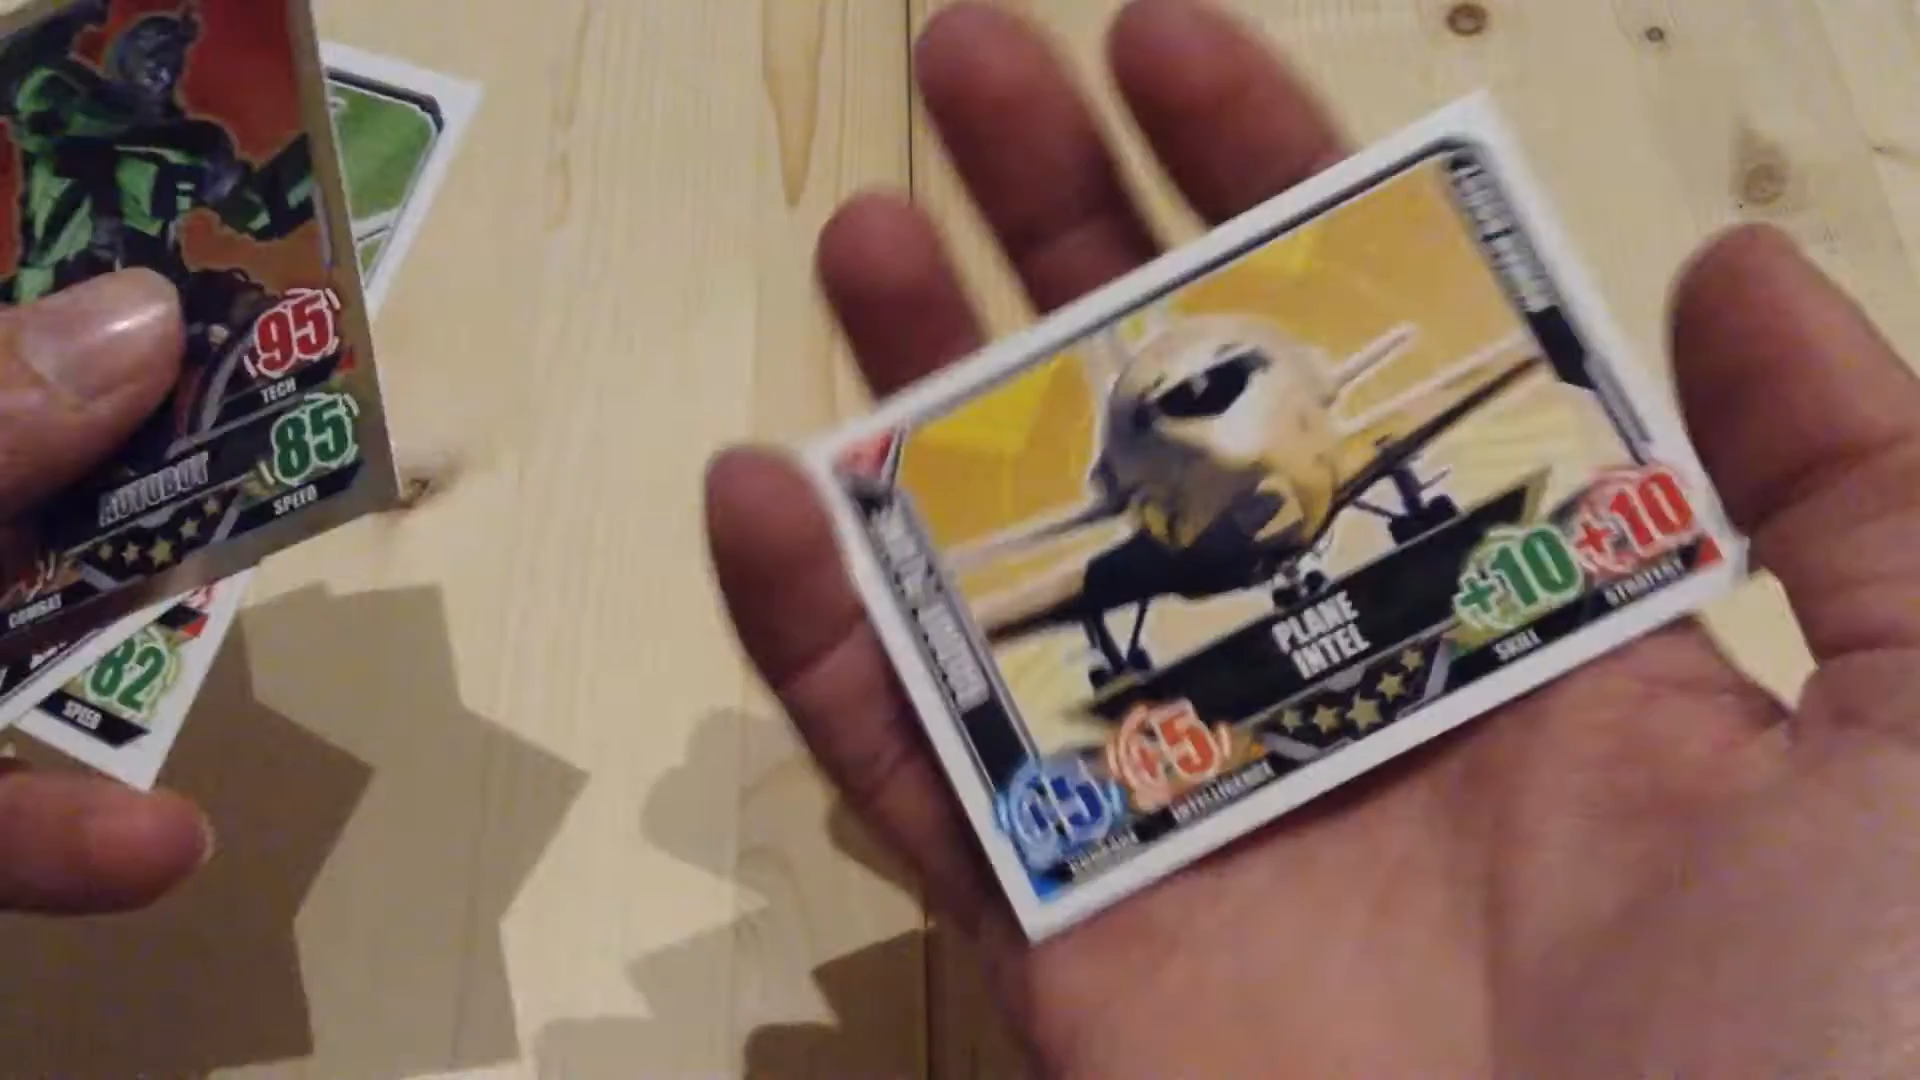 95
TECH
85
SPEED
AUTOBOT
COMBAT
82
SPEED
PLANE
INTEL
+10
SKILL
+10
STRATEGY
+5
INTELLIGENCE